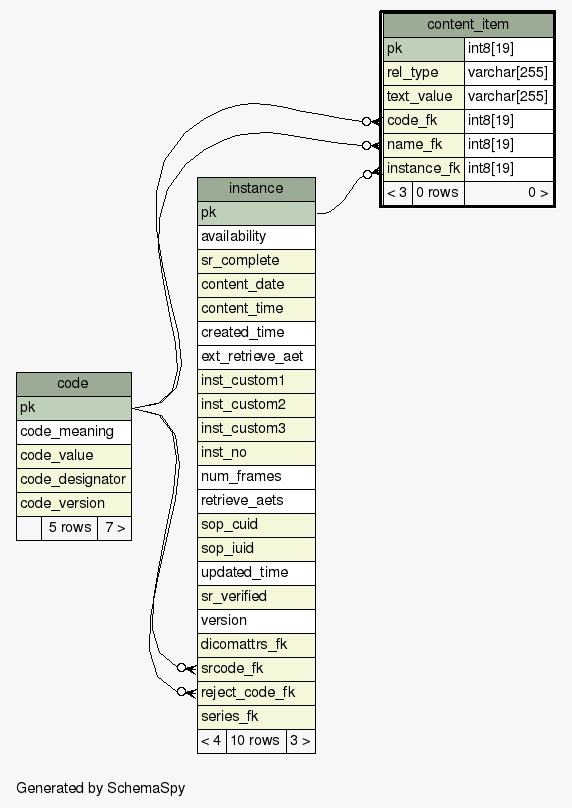 content_item
pk int8[19]
rel_type varchar[255]
text_value varchar[255]
code_fk int8[19]
name_fk int8[19]
instance_fk int8[19]
< 3 0 rows 0 >
instance
pk
availability
sr_complete
content_date
content_time
created_time
ext_retrieve_aet
inst_custom1
inst_custom2
inst_custom3
inst_no
num_frames
retrieve_aets
sop_cuid
sop_iuid
updated_time
sr_verified
version
dicomattrs_fk
srcode_fk
reject_code_fk
series_fk
< 4 10 rows 3 >
code
pk
code_meaning
code_value
code_designator
code_version
5 rows 7 >
Generated by SchemaSpy